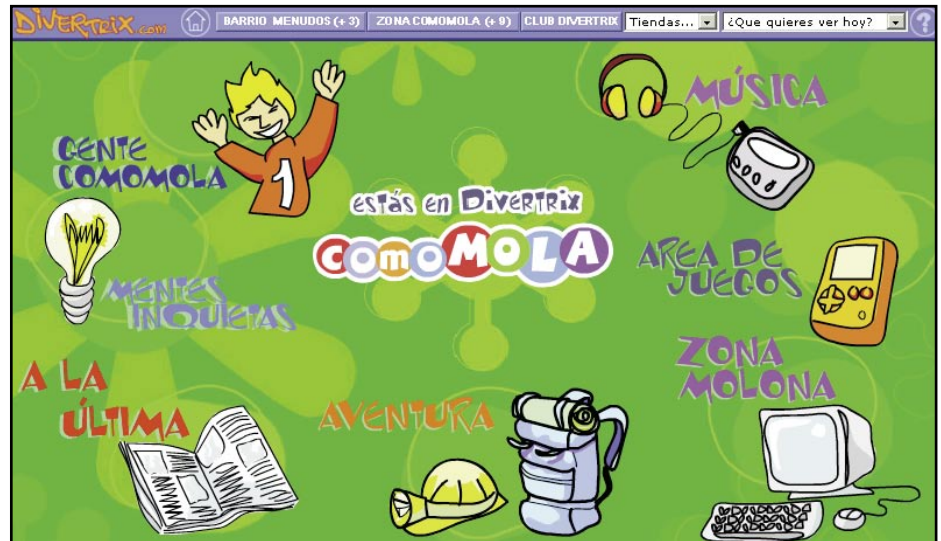 DIVERTRIX.com BARRIO MENUDOS (+ 3) ZONA COMOMOLA (+ 9) CLUB DIVERTRIX Tiendas... ¿Que quieres ver hoy? ?
MÚSICA
GENTE
COMOMOLA
1
estás en DIVERTRIX
COMOMOLA
AREA DE
JUEGOS
MENTES
INQUIETAS
ZONA
MOLONA
A LA
ÚLTIMA
AVENTURA